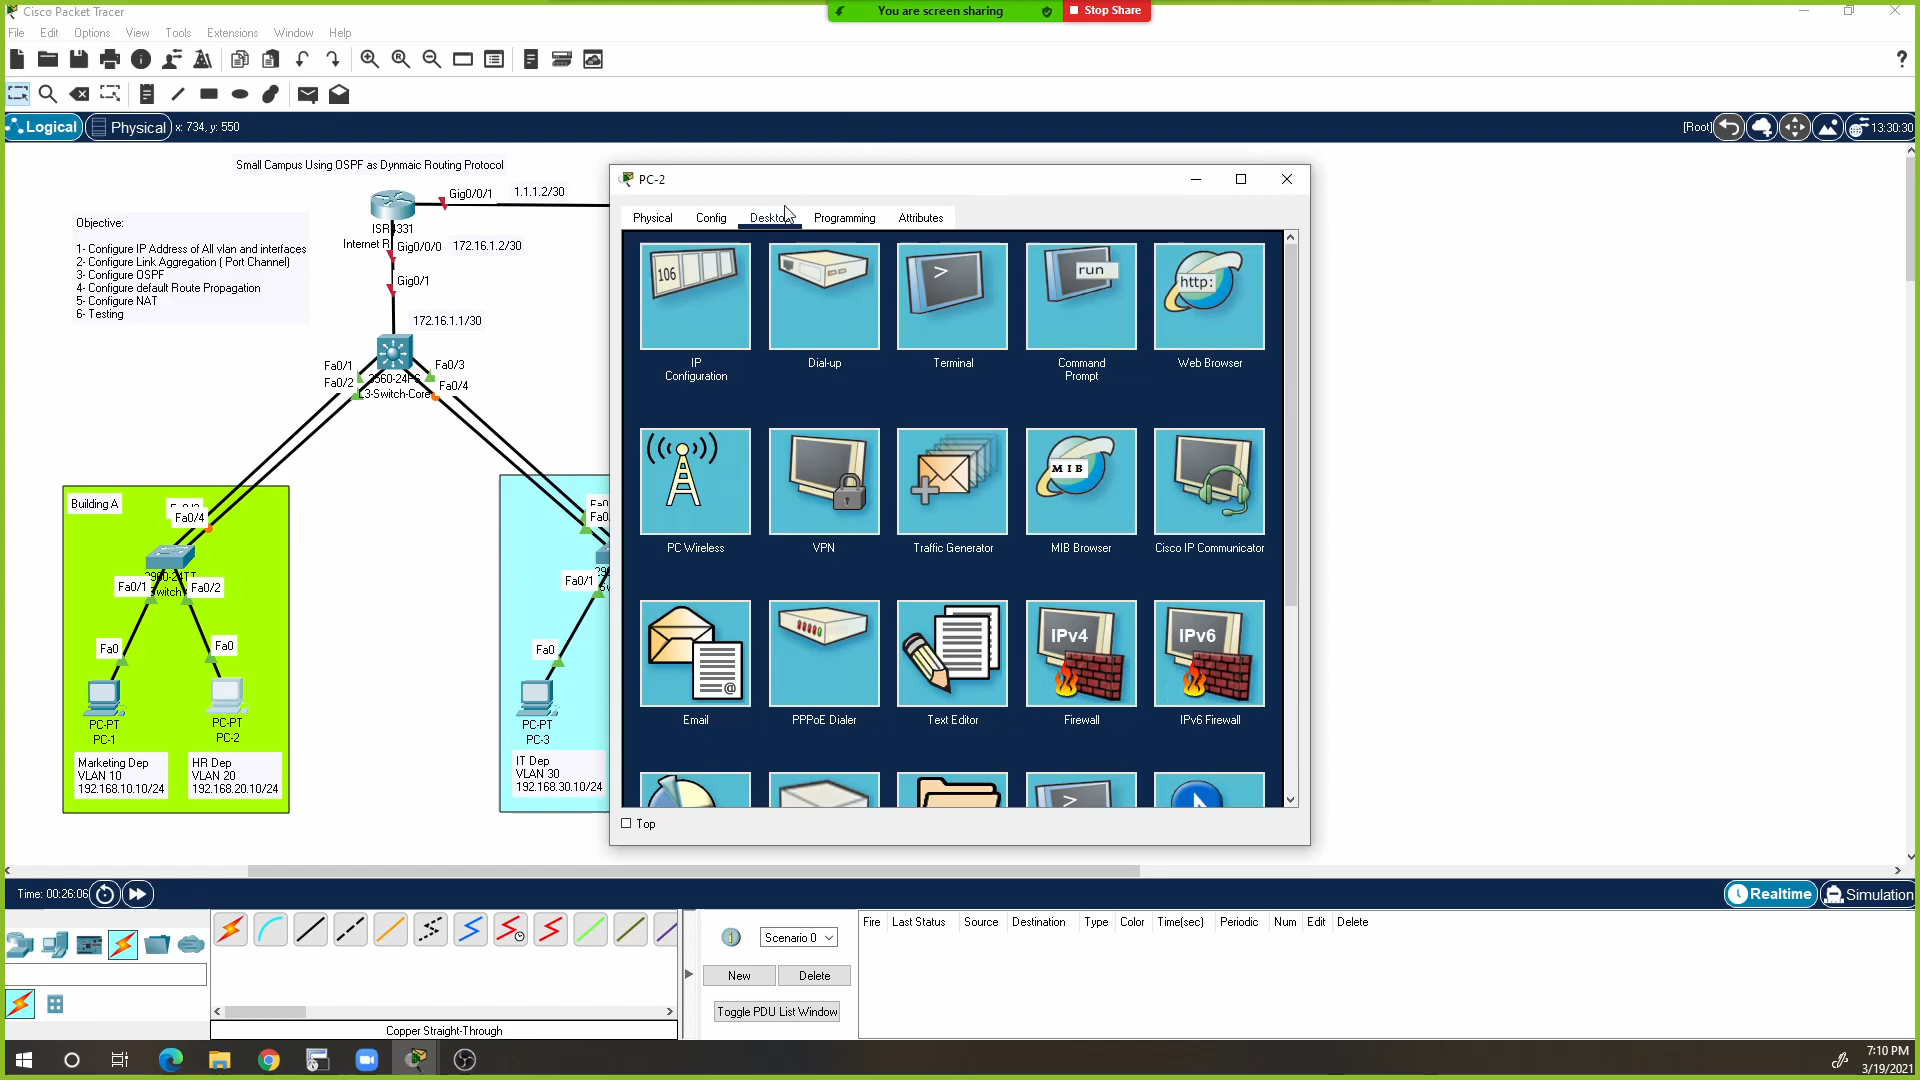 Cisco Packet Tracer
You are screen sharing
Stop Share
File Edit Options View Tools Extensions Window Help
Logical
Physical
x: 734, y: 550
[Root]
13:30:30
Small Campus Using OSPF as Dynmaic Routing Protocol
Objective:
1- Configure IP Address of All vlan and interfaces
2- Configure Link Aggregation ( Port Channel)
3- Configure OSPF
4- Configure default Route Propagation
5- Configure NAT
6- Testing
Gig0/0/1
1.1.1.2/30
Internet R
Gig0/0/0
172.16.1.2/30
Gig0/1
172.16.1.1/30
Fa0/1
Fa0/3
Fa0/2
Fa0/4
L3-Switch-Core
Building A
Fa0/4
Fa0/1
Fa0/2
Fa0
Fa0
PC-PT
PC-1
PC-PT
PC-2
Marketing Dep
VLAN 10
192.168.10.10/24
HR Dep
VLAN 20
192.168.20.10/24
Fa0/1
Fa0
PC-PT
PC-3
IT Dep
VLAN 30
192.168.30.10/24
PC-2
Physical Config Desktop Programming Attributes
106
>
run
http:
IP
Configuration
Dial-up
Terminal
Command
Prompt
Web Browser
MIB
PC Wireless
VPN
Traffic Generator
MIB Browser
Cisco IP Communicator
@
IPv4
IPv6
Email
PPPoE Dialer
Text Editor
Firewall
IPv6 Firewall
>
Top
Time: 00:26:06
Realtime
Simulation
Scenario 0
New
Delete
Toggle PDU List Window
Fire Last Status Source Destination Type Color Time(sec) Periodic Num Edit Delete
Copper Straight-Through
7:10 PM
3/19/2021